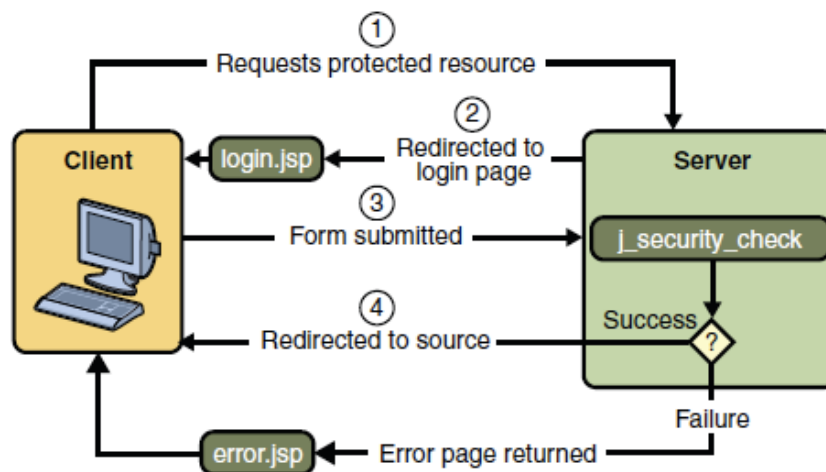 1
Requests protected resource
2
Client
login.jsp
Redirected to
login page
Server
3
Form submitted
j_security_check
4
Success
Redirected to source
?
Failure
error.jsp
Error page returned